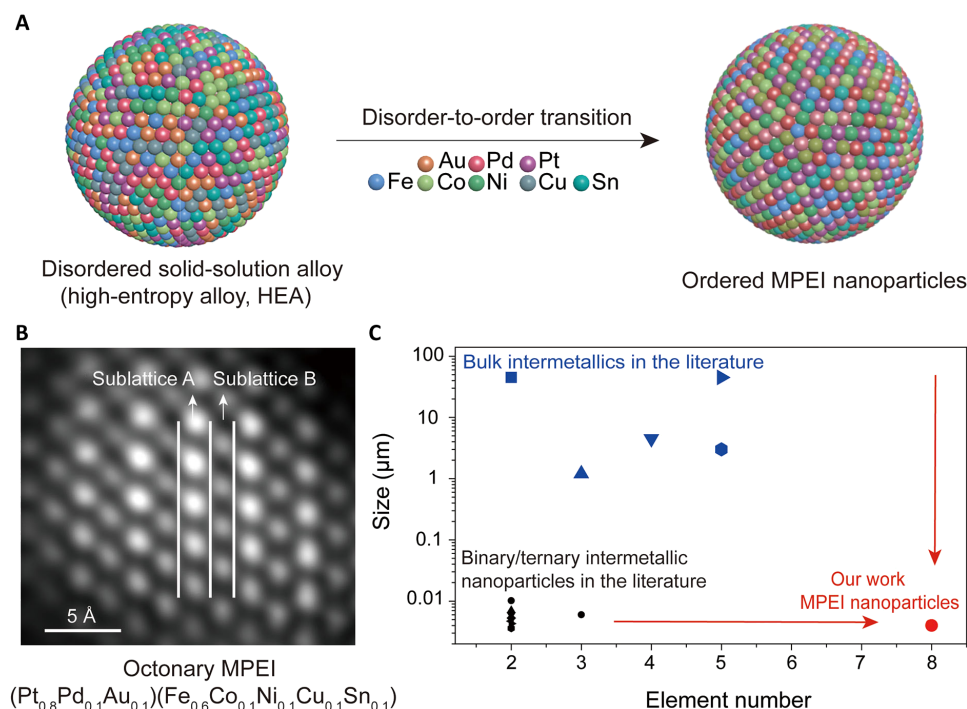 A
Disorder-to-order transition
Au Pd Pt
Fe Co Ni Cu Sn
Disordered solid-solution alloy
(high-entropy alloy, HEA)
Ordered MPEI nanoparticles
B
Sublattice A Sublattice B
5 Å
Octonary MPEI
(Pt0.8Pd0.1Au0.1)(Fe0.6Co0.1Ni0.1Cu0.1Sn0.1)
C
100
10
1
0.1
0.01
Size (μm)
Bulk intermetallics in the literature
Binary/ternary intermetallic
nanoparticles in the literature
Our work
MPEI nanoparticles
2 3 4 5 6 7 8
Element number